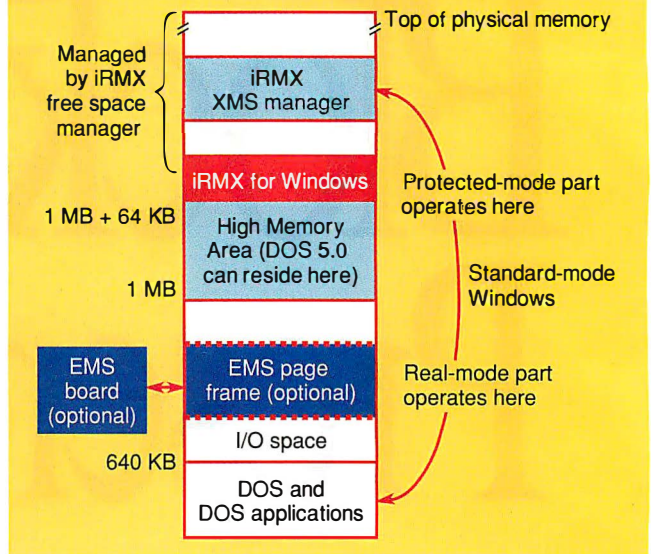 Top of physical memory
Managed
by iRMX
free space
manager
iRMX
XMS manager
iRMX for Windows
Protected-mode part
operates here
1 MB + 64 KB
High Memory
Area (DOS 5.0
can reside here)
1 MB
Standard-mode
Windows
EMS
board
(optional)
EMS page
frame (optional)
Real-mode part
operates here
I/O space
640 KB
DOS and
DOS applications